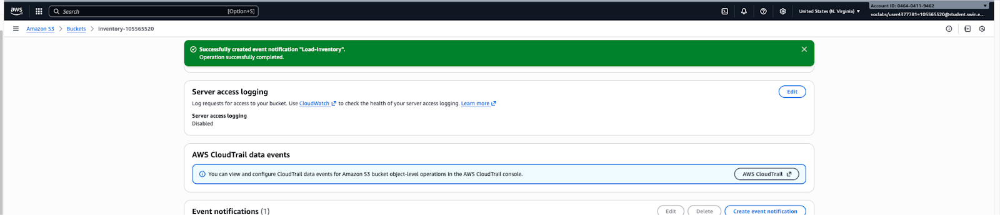 aws
Search
[Option+S]
United States (N. Virginia)
Account ID: 0464-0411-9462
voclabs/user4377781=105565520@student.swin.e...
Amazon S3
Buckets
inventory-105565520
Successfully created event notification "Load-Inventory".
Operation successfully completed.
Server access logging
Edit
Log requests for access to your bucket. Use CloudWatch to check the health of your server access logging. Learn more
Server access logging
Disabled
AWS CloudTrail data events
You can view and configure CloudTrail data events for Amazon S3 bucket object-level operations in the AWS CloudTrail console.
AWS CloudTrail
Event notifications (1)
Edit
Delete
Create event notification